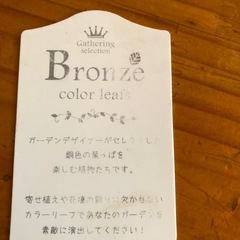 Gathering
selection
Bronze
color leafs
ガーデンデザイナーがセレクトした
銅色の葉っぱを
楽しむ植物たちです。
寄せ植えや花壇の彩りに欠かせない
カラーリーフであなたのガーデンを
素敵に演出してください!